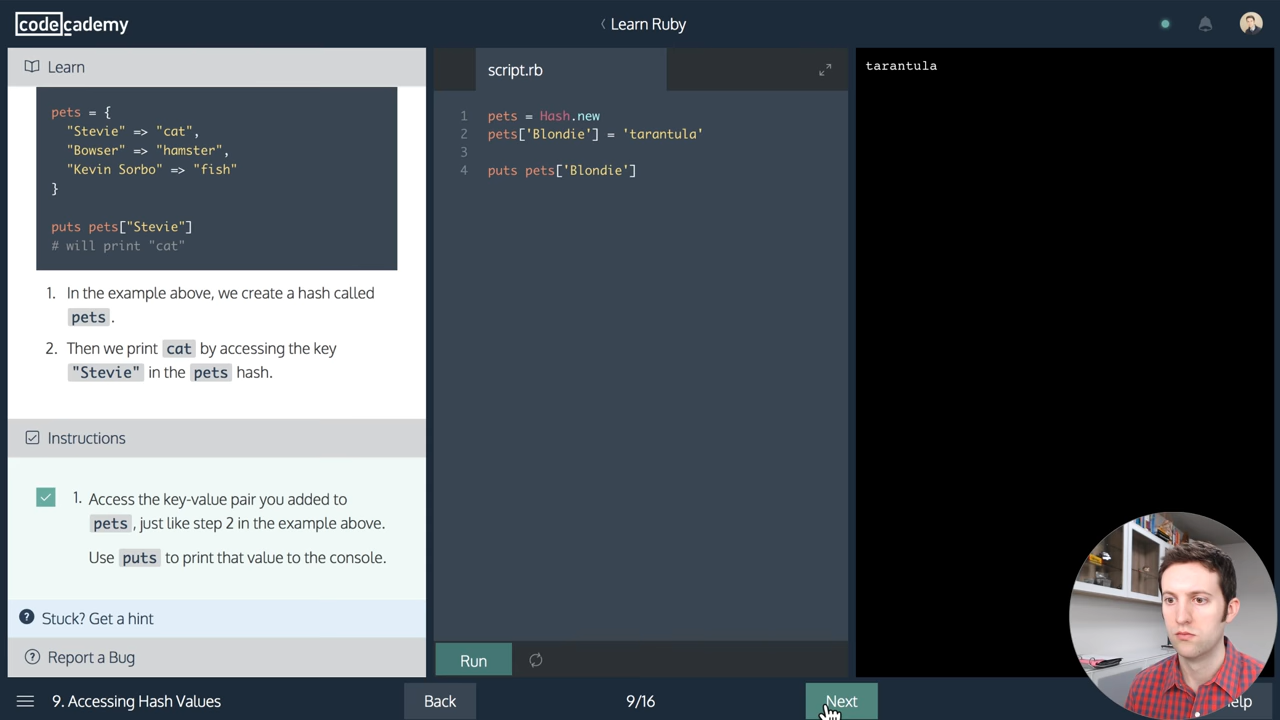 codecademy
Learn Ruby
Learn
pets = {
"Stevie" => "cat",
"Bowser" => "hamster",
"Kevin Sorbo" => "fish"
}
puts pets["Stevie"]
# will print "cat"
1. In the example above, we create a hash called
pets .
2. Then we print cat by accessing the key
"Stevie" in the pets hash.
Instructions
1. Access the key-value pair you added to
pets , just like step 2 in the example above.
Use puts to print that value to the console.
? Stuck? Get a hint
? Report a Bug
9. Accessing Hash Values
script.rb
1 pets = Hash.new
2 pets['Blondie'] = 'tarantula'
3
4 puts pets['Blondie']
Run
Back
9/16
Next
tarantula
elp